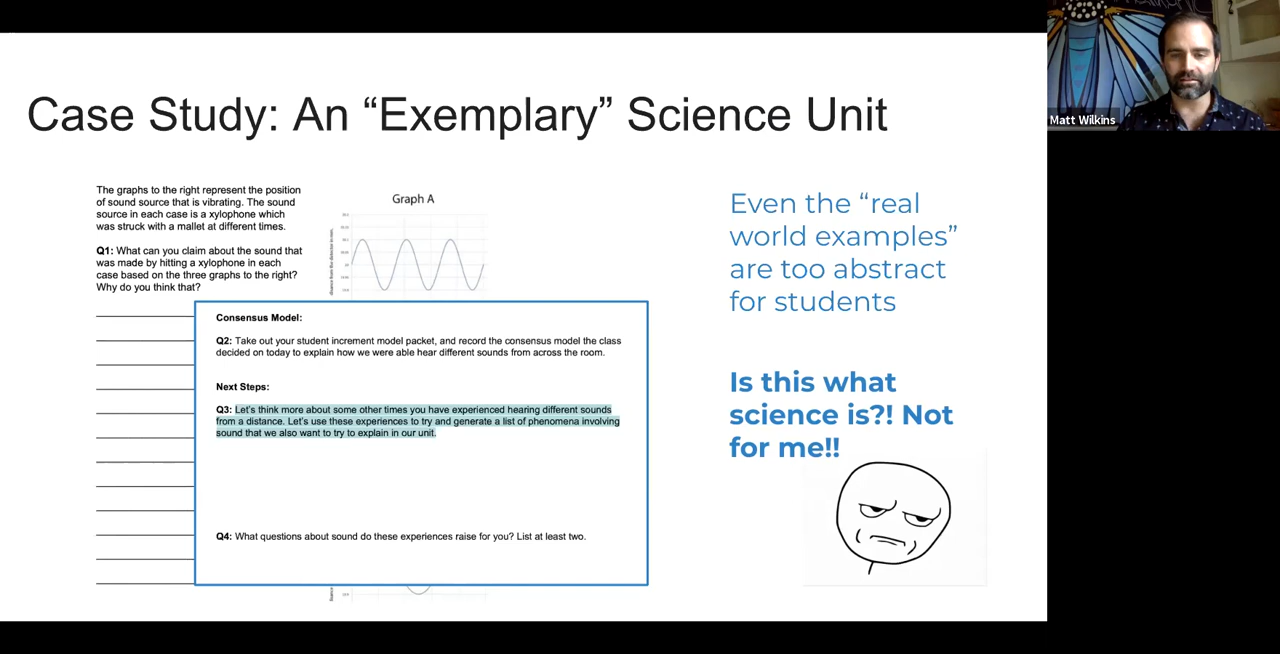 Case Study: An “Exemplary” Science Unit
Matt Wilkins
The graphs to the right represent the position
of sound source that is vibrating. The sound
source in each case is a xylophone which
was struck with a mallet at different times.
Q1: What can you claim about the sound that
was made by hitting a xylophone in each
case based on the three graphs to the right?
Why do you think that?
Graph A
Consensus Model:
Q2: Take out your student increment model packet, and record the consensus model the class
decided on today to explain how we were able hear different sounds from across the room.
Next Steps:
Q3: Let’s think more about some other times you have experienced hearing different sounds
from a distance. Let’s use these experiences to try and generate a list of phenomena involving
sound that we also want to try to explain in our unit.
Q4: What questions about sound do these experiences raise for you? List at least two.
Even the “real
world examples”
are too abstract
for students
Is this what
science is?! Not
for me!!